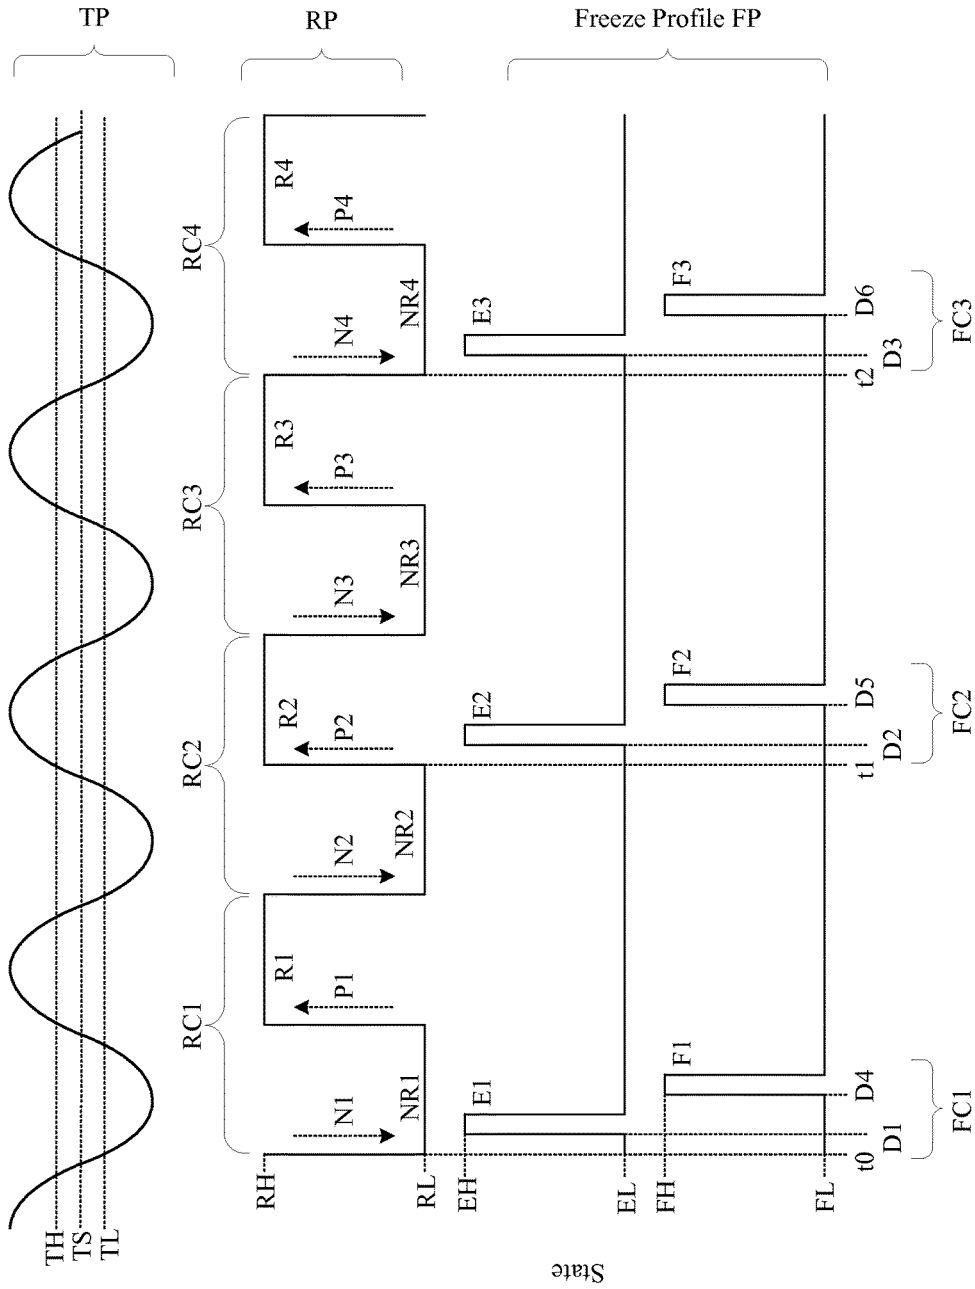 TP
RP
Freeze Profile FP
RC1
RC2
RC3
RC4
TH
TS
TL
RH
RL
EH
EL
FH
FL
State
N1
NR1
P1
R1
N2
NR2
P2
R2
N3
NR3
P3
R3
N4
NR4
P4
R4
E1
E2
E3
F1
F2
F3
t0
D1
D4
t1
D2
D5
t2
D3
D6
FC1
FC2
FC3